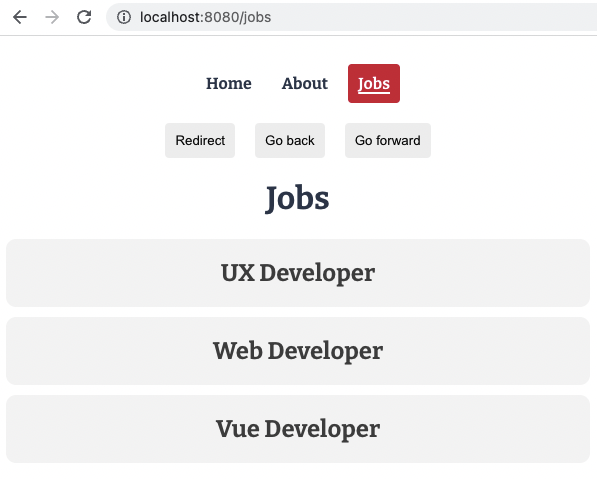 localhost:8080/jobs
Home About Jobs
Redirect Go back Go forward
Jobs
UX Developer
Web Developer
Vue Developer